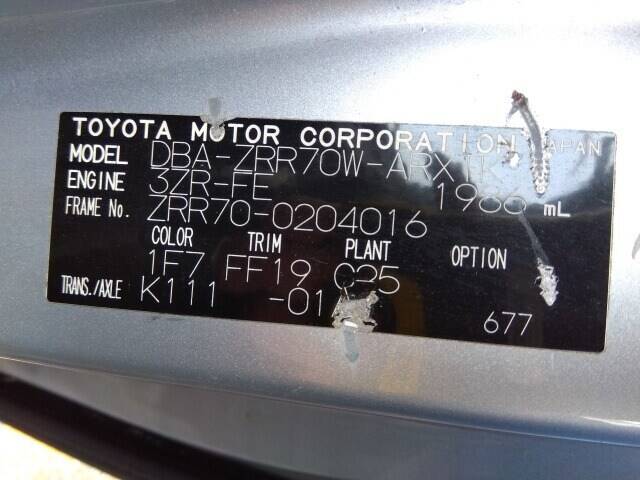 TOYOTA MOTOR CORPORATION JAPAN
MODEL DBA-ZRR70W-ARX
ENGINE 3ZR-FE 1986 mL
FRAME No. ZRR70-0204016
COLOR TRIM PLANT OPTION
1F7 FF19 C25
TRANS./AXLE K111 -01
677